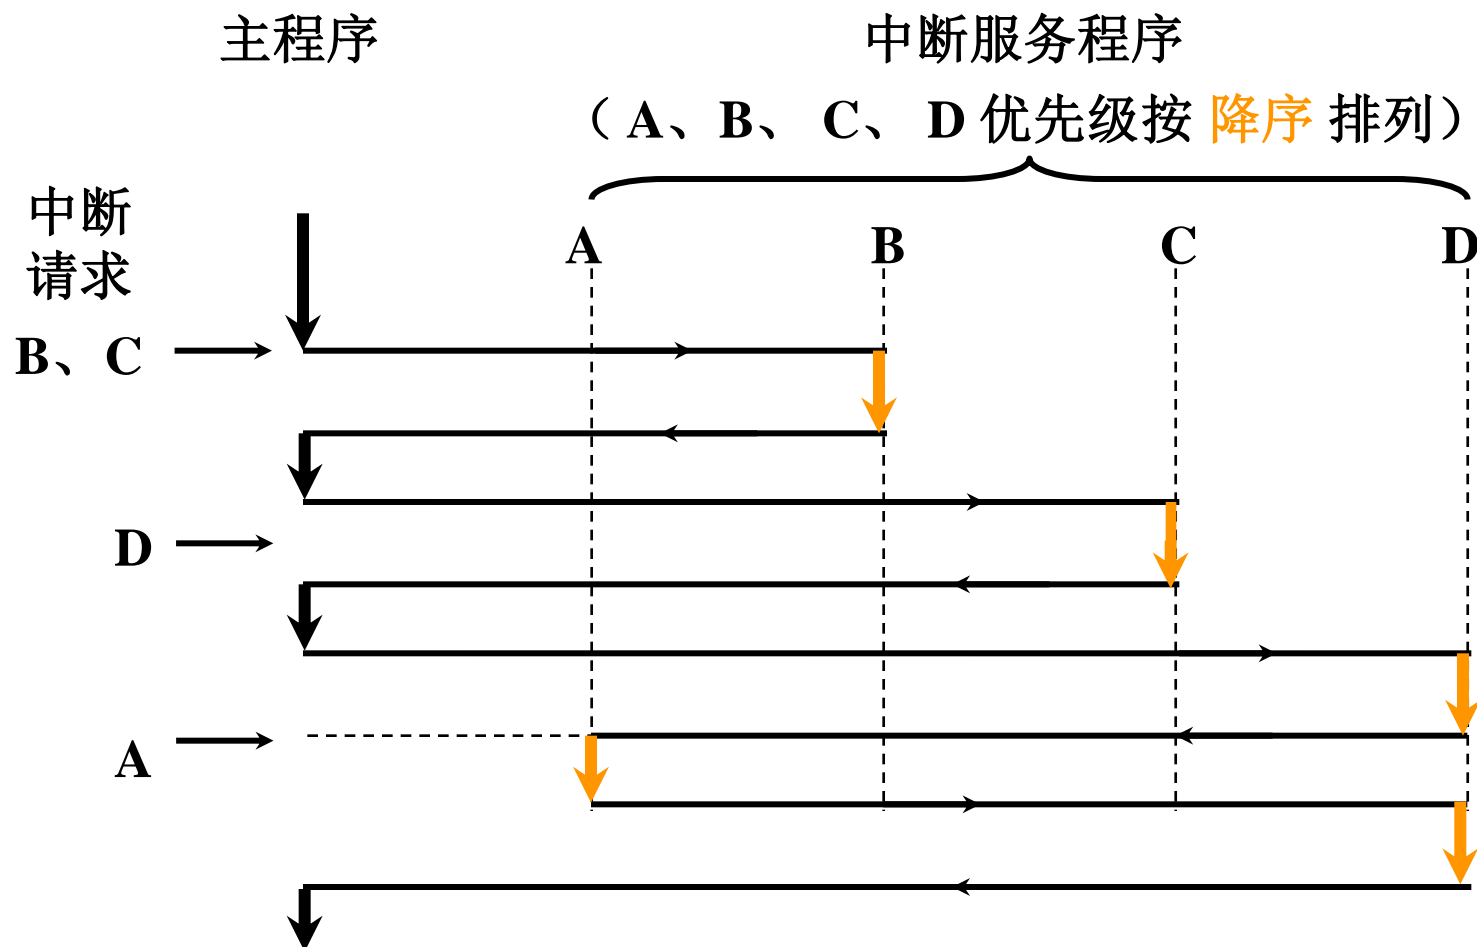 主程序
中断服务程序
（A、B、C、D 优先级按 降序 排列）
中断
请求
A B C D
B、C
D
A